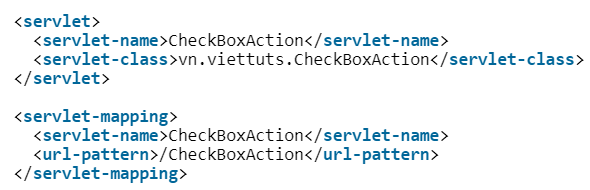 <servlet>
  <servlet-name>CheckBoxAction</servlet-name>
  <servlet-class>vn.viettuts.CheckBoxAction</servlet-class>
</servlet>

<servlet-mapping>
  <servlet-name>CheckBoxAction</servlet-name>
  <url-pattern>/CheckBoxAction</url-pattern>
</servlet-mapping>